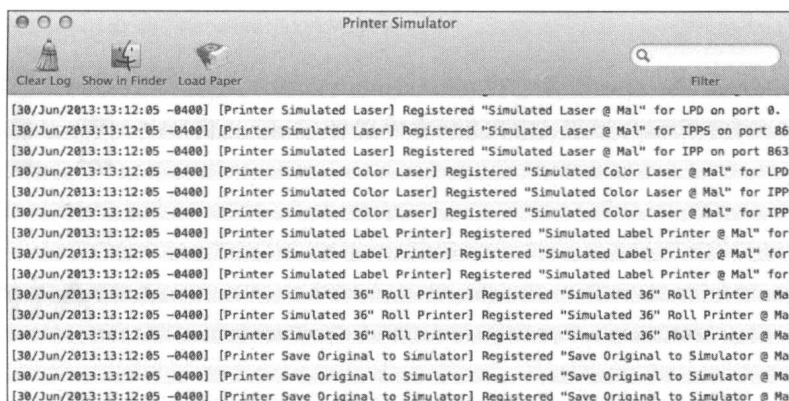 Printer Simulator
Clear Log Show in Finder Load Paper Filter
[30/Jun/2013:13:12:05 -0400] [Printer Simulated Laser] Registered "Simulated Laser @ Mal" for LPD on port 0.
[30/Jun/2013:13:12:05 -0400] [Printer Simulated Laser] Registered "Simulated Laser @ Mal" for IPPS on port 86
[30/Jun/2013:13:12:05 -0400] [Printer Simulated Laser] Registered "Simulated Laser @ Mal" for IPP on port 863
[30/Jun/2013:13:12:05 -0400] [Printer Simulated Color Laser] Registered "Simulated Color Laser @ Mal" for LPD
[30/Jun/2013:13:12:05 -0400] [Printer Simulated Color Laser] Registered "Simulated Color Laser @ Mal" for IPP
[30/Jun/2013:13:12:05 -0400] [Printer Simulated Color Laser] Registered "Simulated Color Laser @ Mal" for IPP
[30/Jun/2013:13:12:05 -0400] [Printer Simulated Label Printer] Registered "Simulated Label Printer @ Mal" for
[30/Jun/2013:13:12:05 -0400] [Printer Simulated Label Printer] Registered "Simulated Label Printer @ Mal" for
[30/Jun/2013:13:12:05 -0400] [Printer Simulated Label Printer] Registered "Simulated Label Printer @ Mal" for
[30/Jun/2013:13:12:05 -0400] [Printer Simulated 36" Roll Printer] Registered "Simulated 36" Roll Printer @ Ma
[30/Jun/2013:13:12:05 -0400] [Printer Simulated 36" Roll Printer] Registered "Simulated 36" Roll Printer @ Ma
[30/Jun/2013:13:12:05 -0400] [Printer Simulated 36" Roll Printer] Registered "Simulated 36" Roll Printer @ Ma
[30/Jun/2013:13:12:05 -0400] [Printer Save Original to Simulator] Registered "Save Original to Simulator @ Ma
[30/Jun/2013:13:12:05 -0400] [Printer Save Original to Simulator] Registered "Save Original to Simulator @ Ma
[30/Jun/2013:13:12:05 -0400] [Printer Save Original to Simulator] Registered "Save Original to Simulator @ Ma